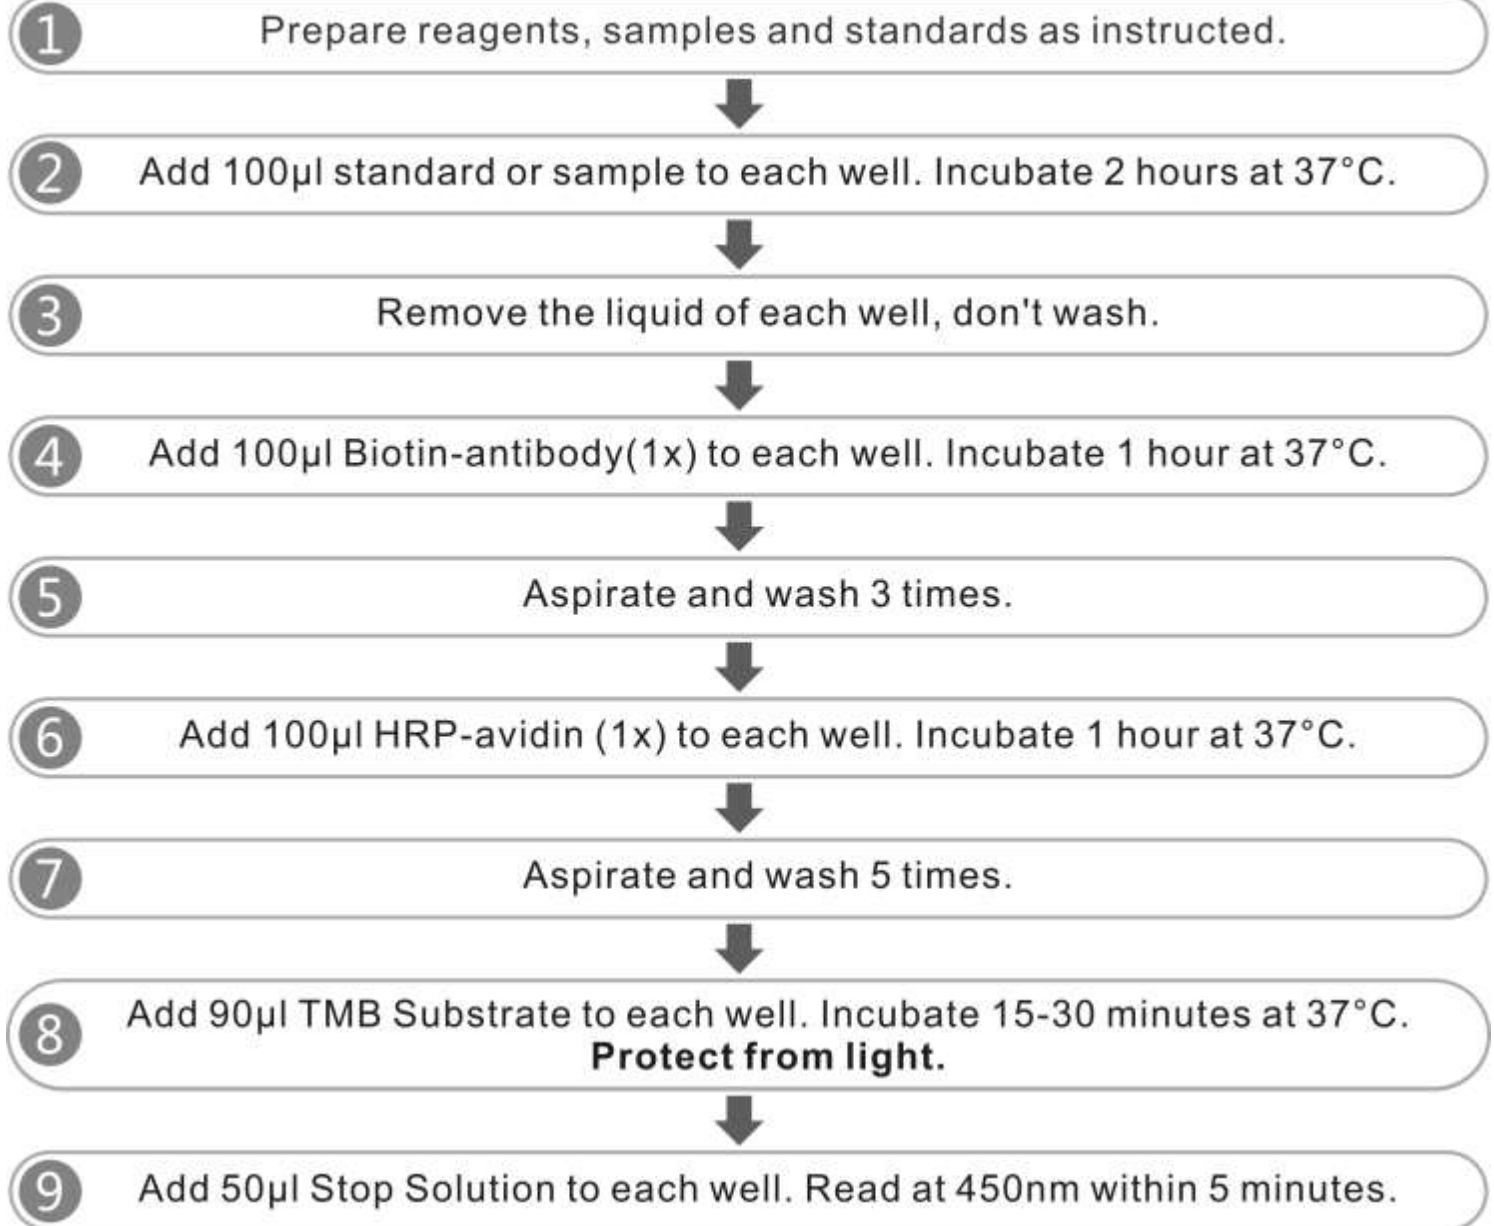 1 Prepare reagents, samples and standards as instructed.
2 Add 100µl standard or sample to each well. Incubate 2 hours at 37°C.
3 Remove the liquid of each well, don't wash.
4 Add 100µl Biotin-antibody(1x) to each well. Incubate 1 hour at 37°C.
5 Aspirate and wash 3 times.
6 Add 100µl HRP-avidin (1x) to each well. Incubate 1 hour at 37°C.
7 Aspirate and wash 5 times.
8 Add 90µl TMB Substrate to each well. Incubate 15-30 minutes at 37°C.
Protect from light.
9 Add 50µl Stop Solution to each well. Read at 450nm within 5 minutes.